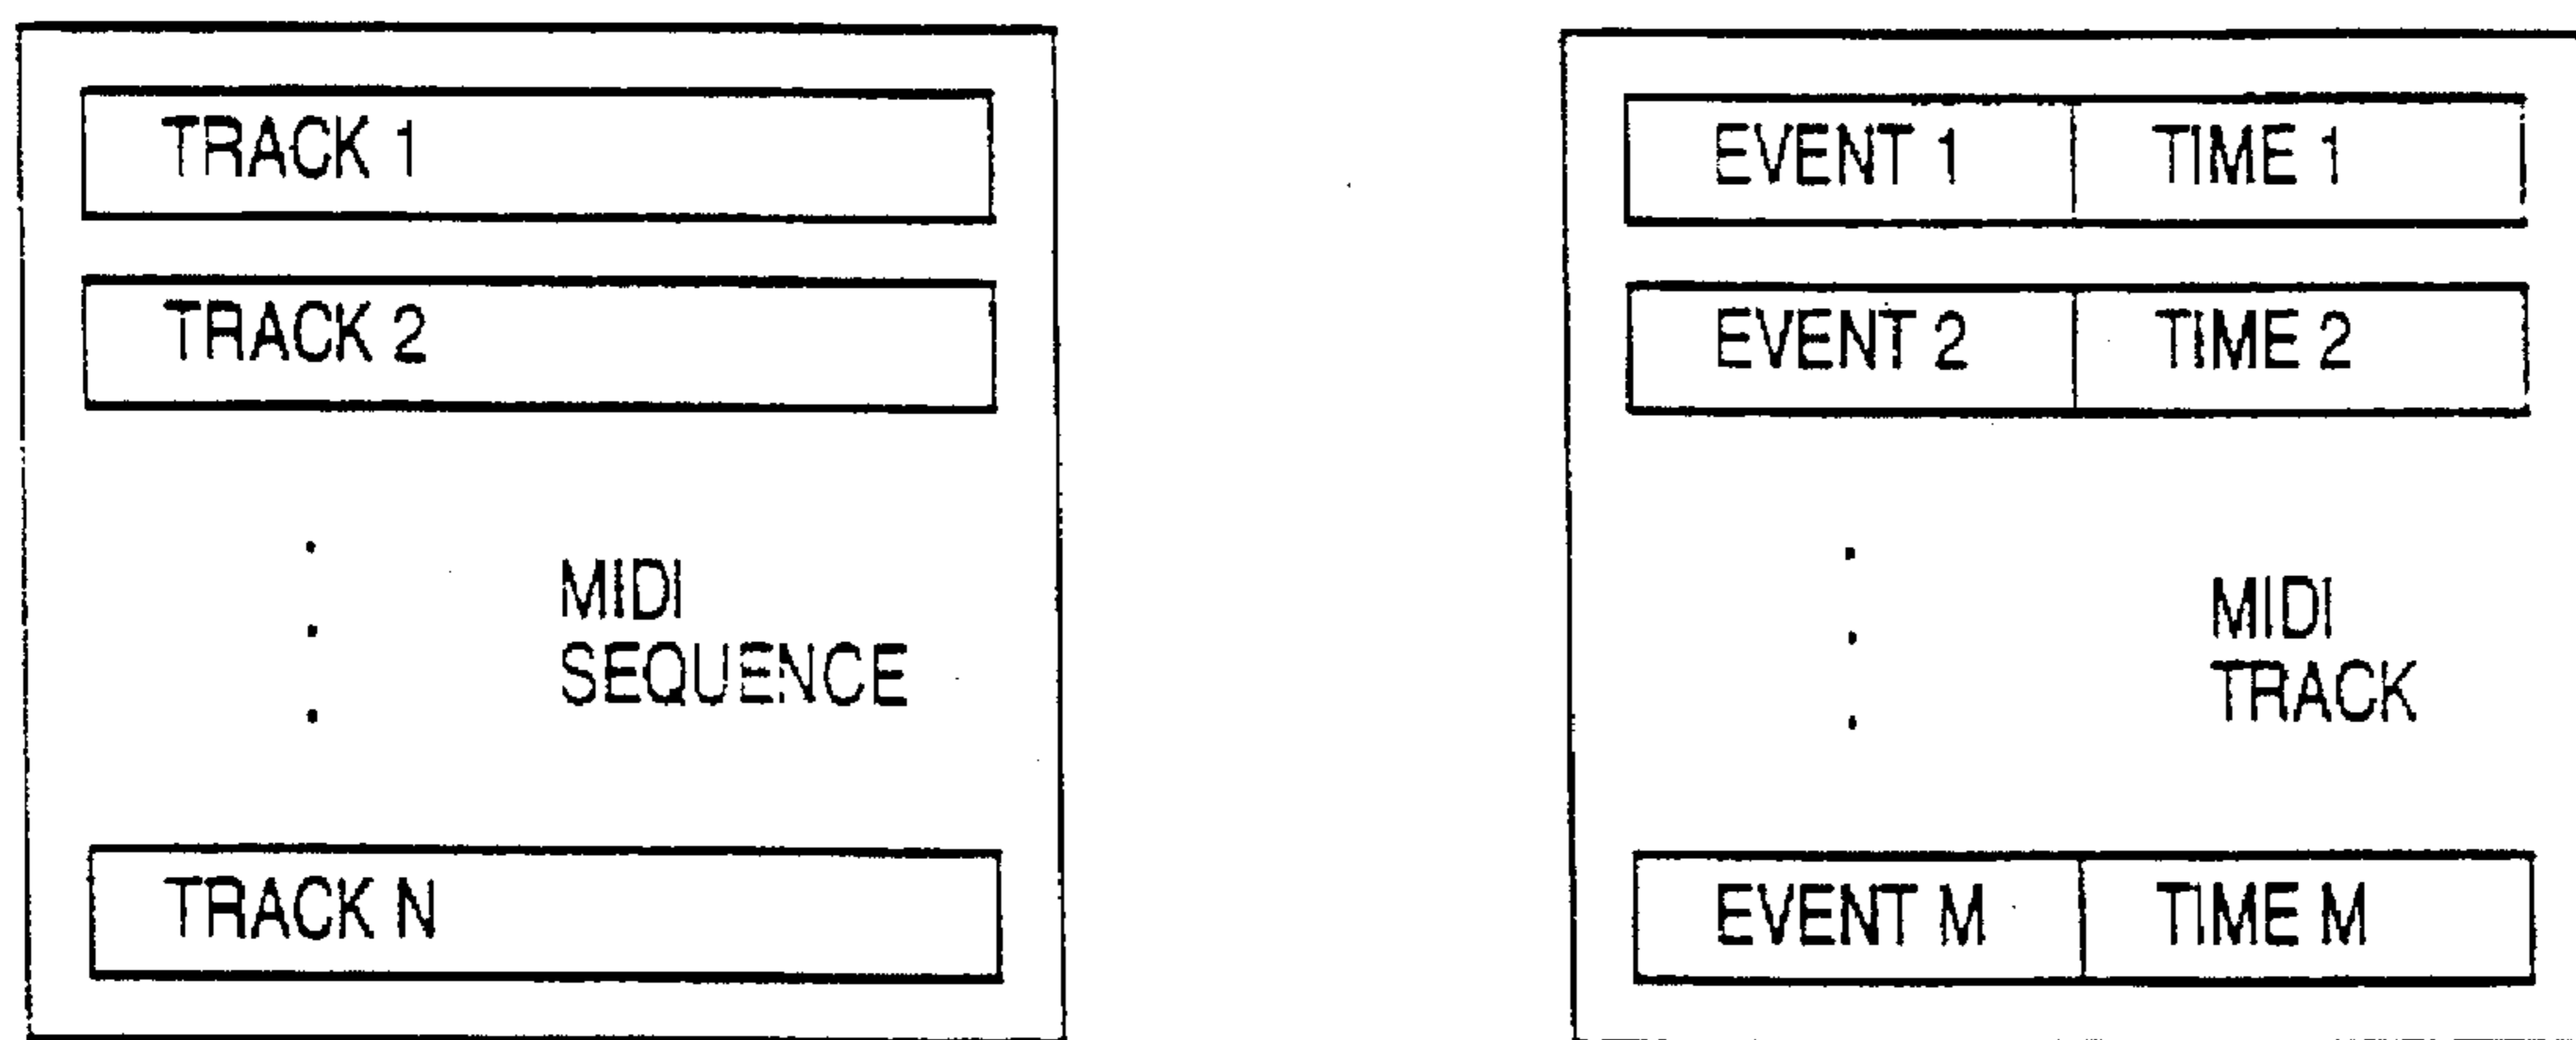 TRACK 1
TRACK 2
MIDI
SEQUENCE
TRACK N
EVENT 1 TIME 1
EVENT 2 TIME 2
MIDI
TRACK
EVENT M TIME M